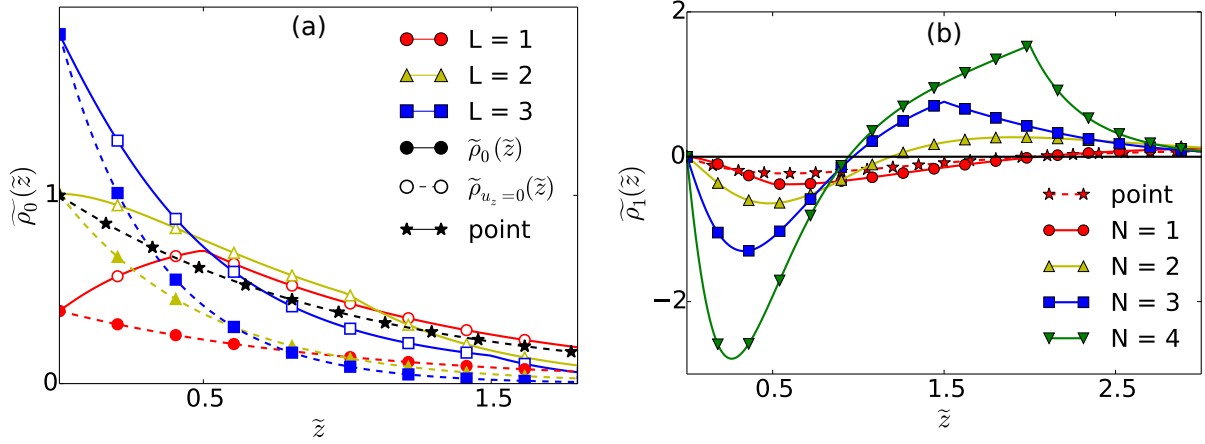 (a)
L = 1
L = 2
L = 3
ρ̃₀(z̃)
ρ̃_{u_z=0}(z̃)
point
ρ̃₀(z̃)
1
0
0.5
1.5
z̃
(b)
2
0
−2
ρ̃₁(z̃)
point
N = 1
N = 2
N = 3
N = 4
0.5
1.5
2.5
z̃